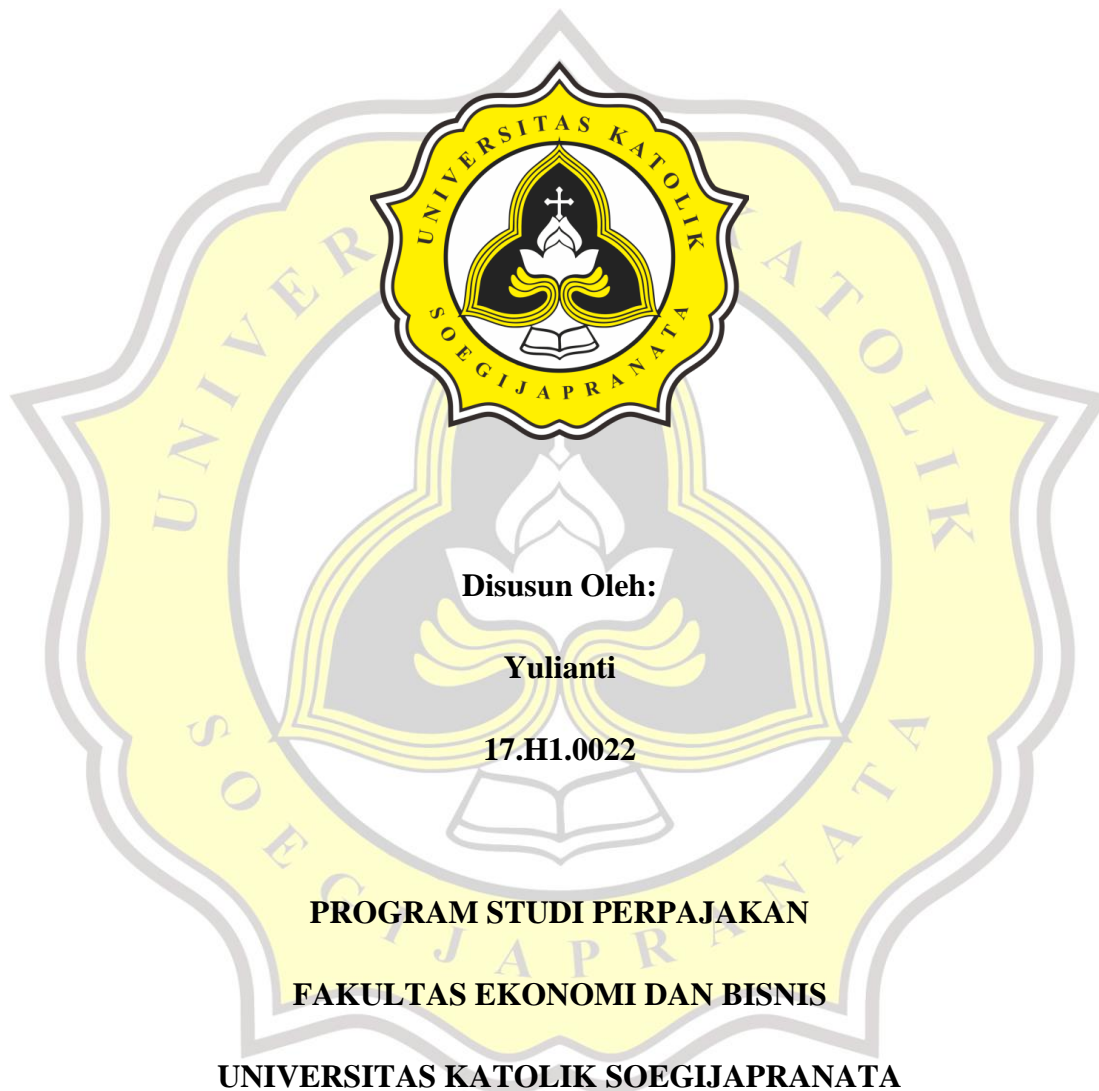 UNIVERSITAS KATOLIK
SOEGIJAPRANATA
Disusun Oleh:
Yulianti
17.H1.0022
PROGRAM STUDI PERPAJAKAN
FAKULTAS EKONOMI DAN BISNIS
UNIVERSITAS KATOLIK SOEGIJAPRANATA